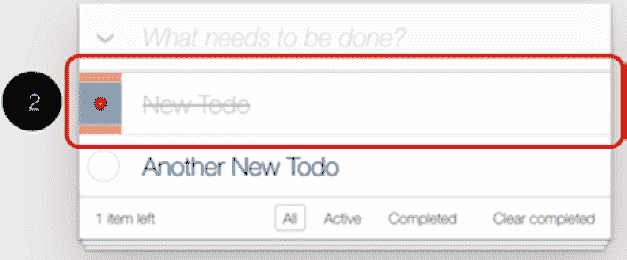 What needs to be done?
2
New Todo
Another New Todo
1 item left All Active Completed Clear completed